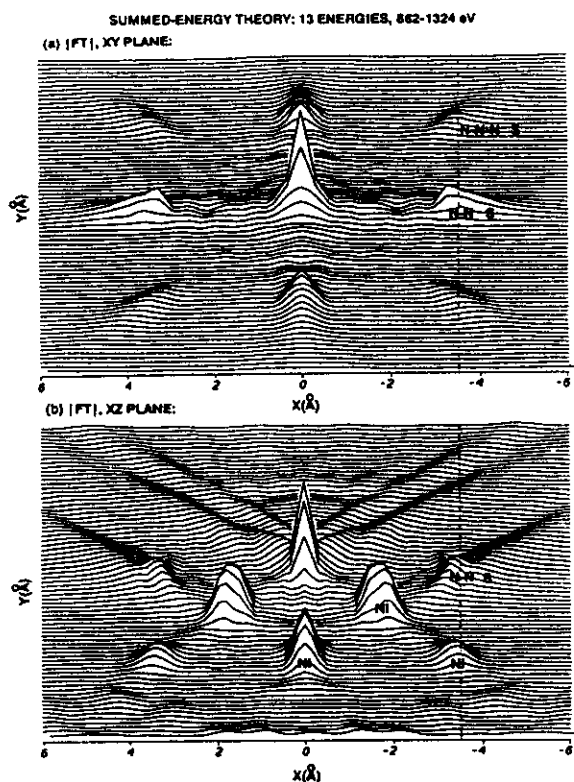 SUMMED-ENERGY THEORY: 13 ENERGIES, 862-1324 eV
(a) |FT|, XY PLANE:
N-N-N S
Y(Å)
N-N S
6 4 2 0 -2 -4 -6
X(Å)
(b) |FT|, XZ PLANE:
N-N S
Y(Å)
Ni
Ni Ni
6 4 2 0 -2 -4 -6
X(Å)